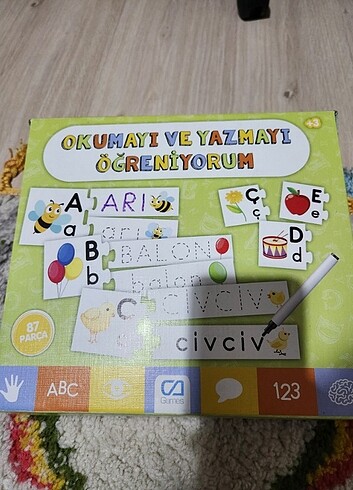 +3
OKUMAYI VE YAZMAYI
ÖĞRENİYORUM
A ARI
a arı
Ç
ç
E
e
B BALON
b balon
D
d
C CİVCİV
civciv
87
PARÇA
ABC
CA
Games
123